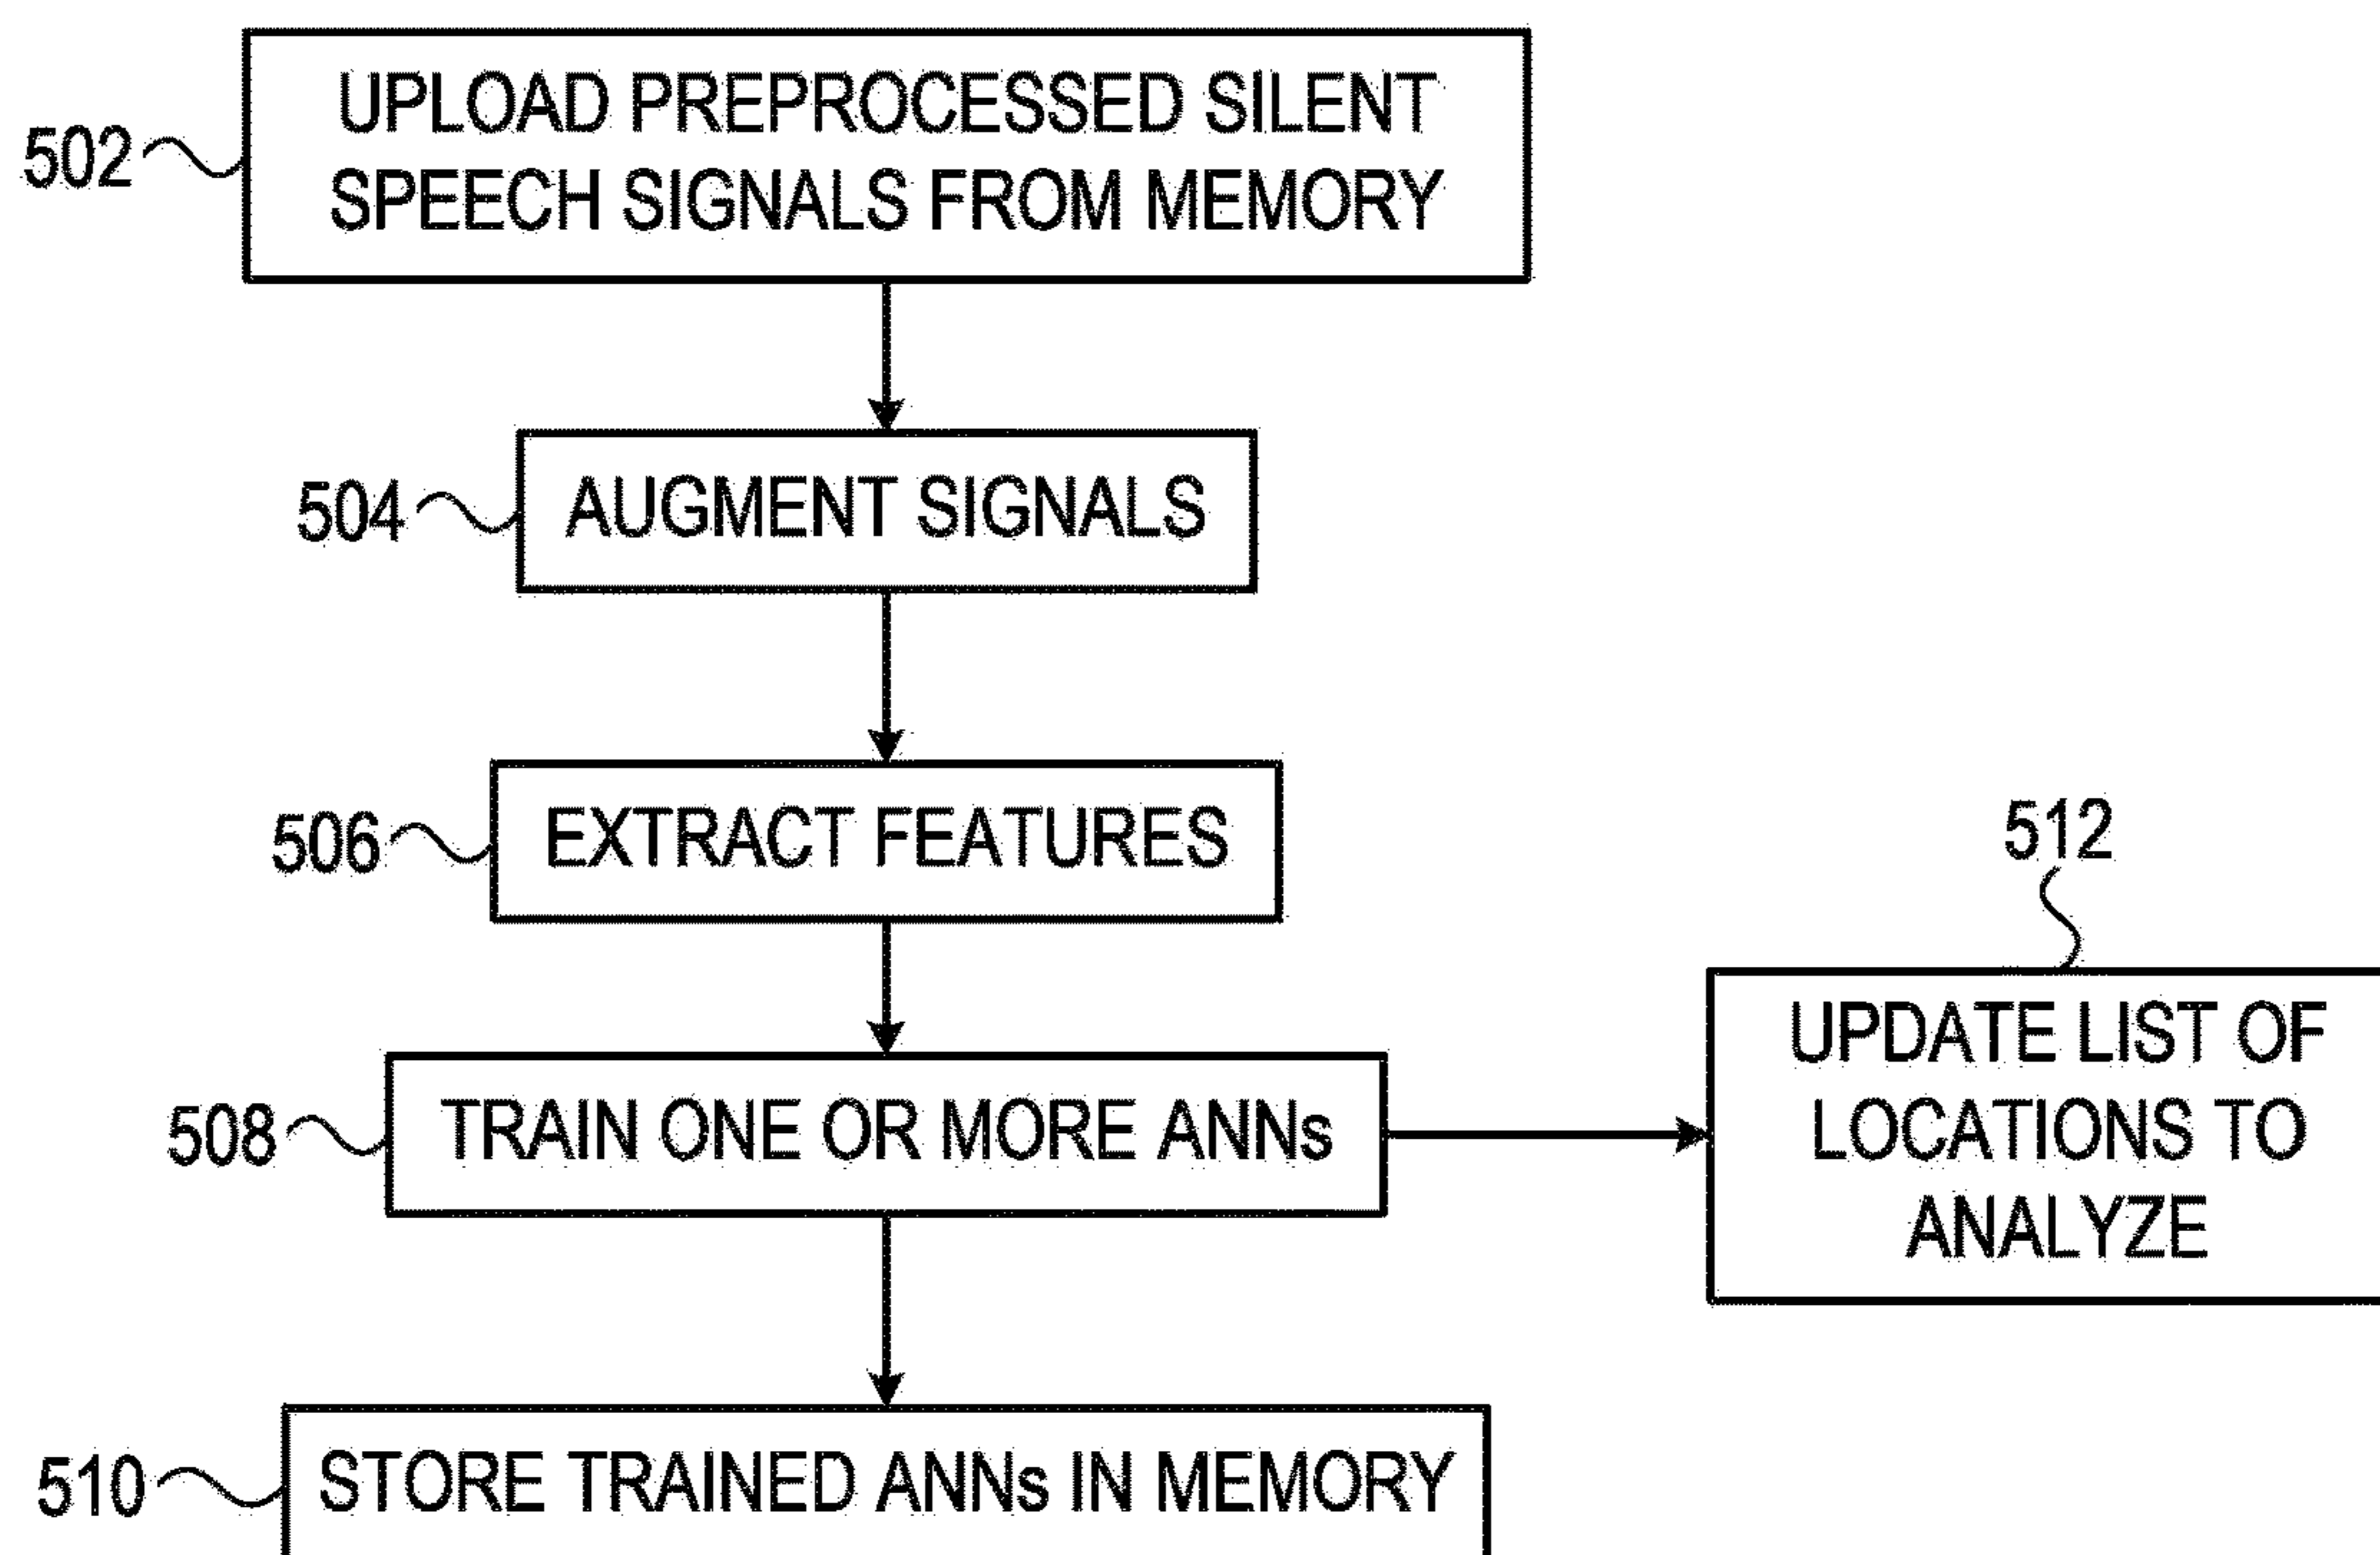 502
UPLOAD PREPROCESSED SILENT
SPEECH SIGNALS FROM MEMORY
504
AUGMENT SIGNALS
506
EXTRACT FEATURES
508
TRAIN ONE OR MORE ANNs
512
UPDATE LIST OF
LOCATIONS TO
ANALYZE
510
STORE TRAINED ANNs IN MEMORY